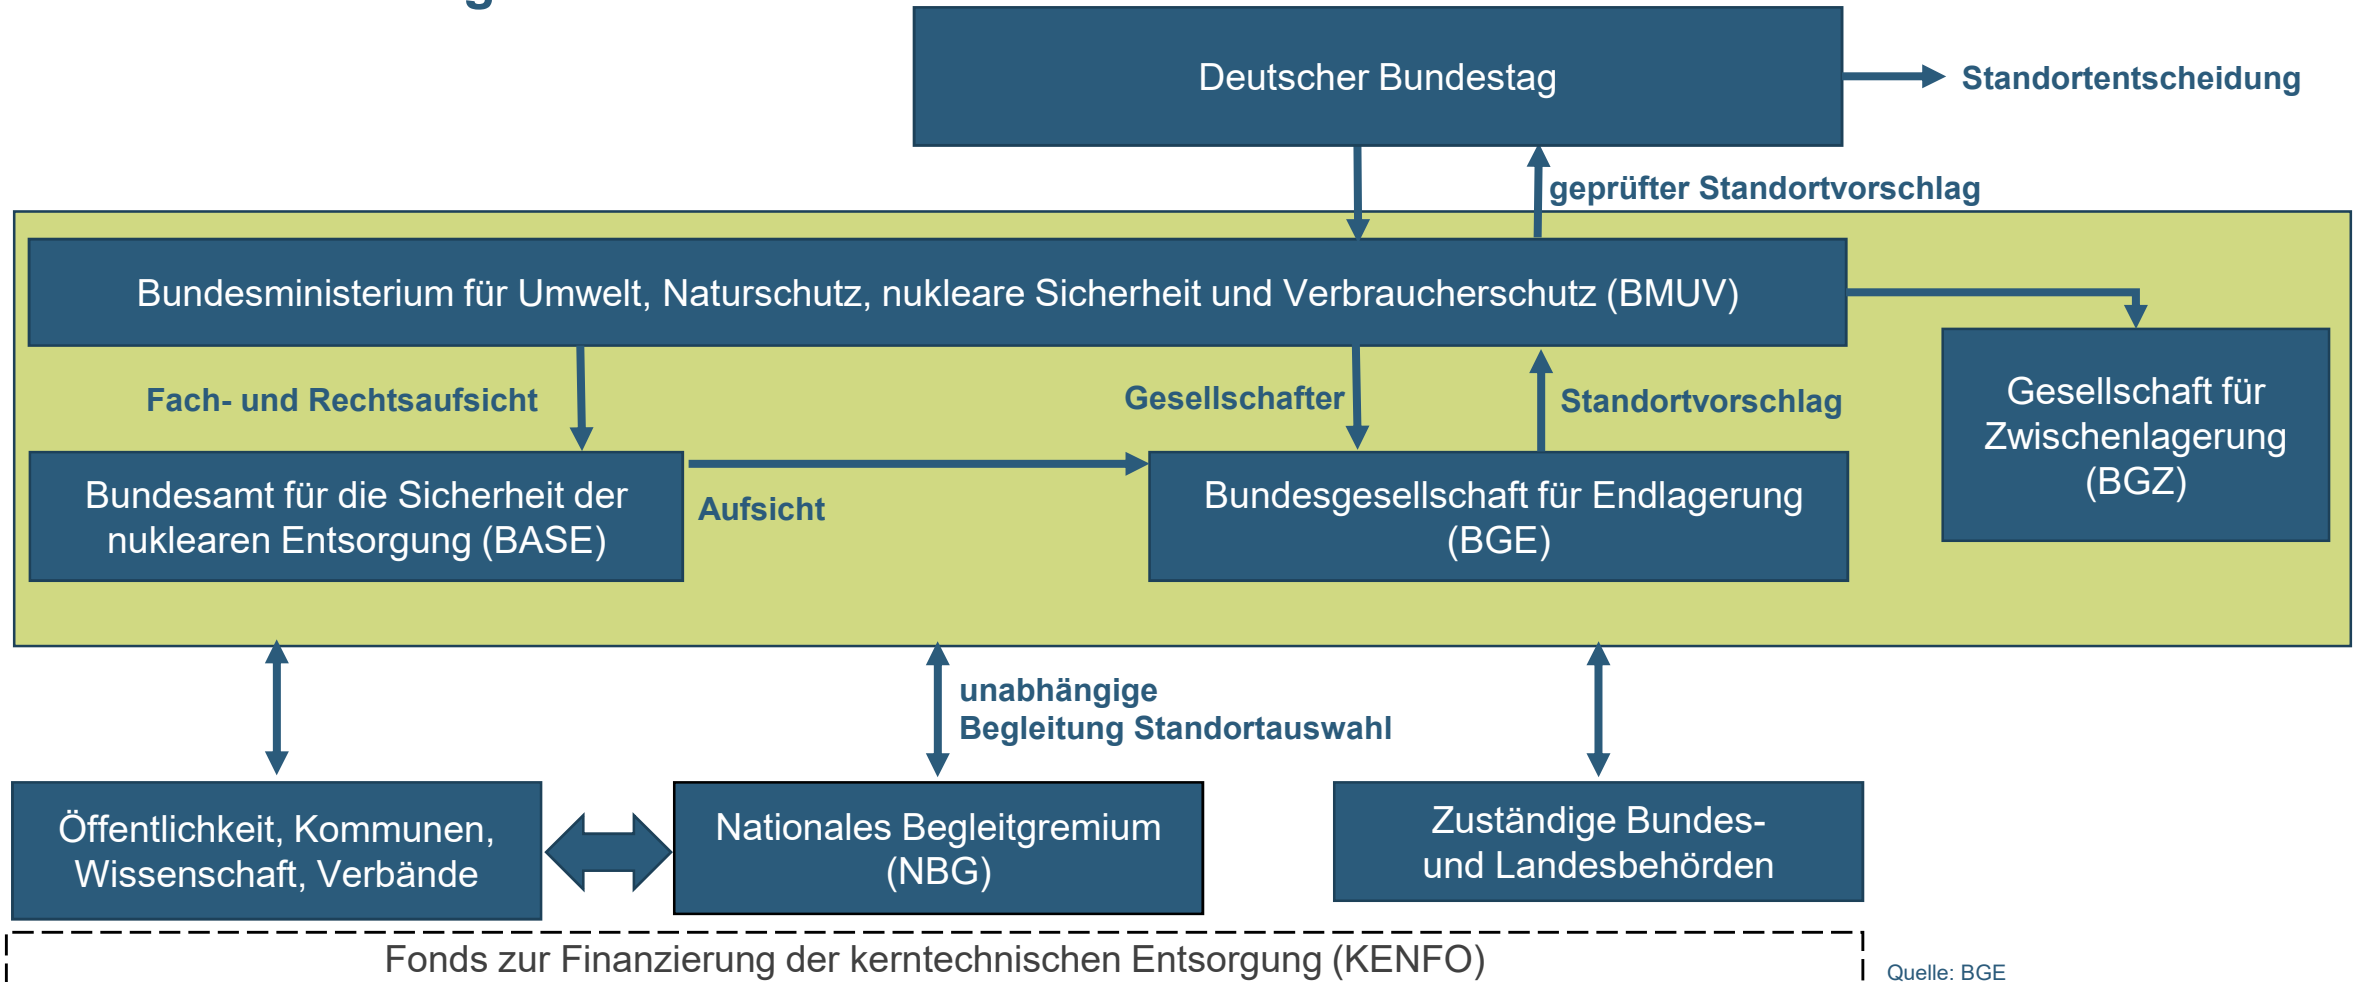 Deutscher Bundestag
Standortentscheidung
geprüfter Standortvorschlag
Bundesministerium für Umwelt, Naturschutz, nukleare Sicherheit und Verbraucherschutz (BMUV)
Fach- und Rechtsaufsicht
Gesellschafter
Standortvorschlag
Gesellschaft für
Zwischenlagerung
(BGZ)
Bundesamt für die Sicherheit der
nuklearen Entsorgung (BASE)
Aufsicht
Bundesgesellschaft für Endlagerung
(BGE)
unabhängige
Begleitung Standortauswahl
Öffentlichkeit, Kommunen,
Wissenschaft, Verbände
Nationales Begleitgremium
(NBG)
Zuständige Bundes-
und Landesbehörden
Fonds zur Finanzierung der kerntechnischen Entsorgung (KENFO)
Quelle: BGE